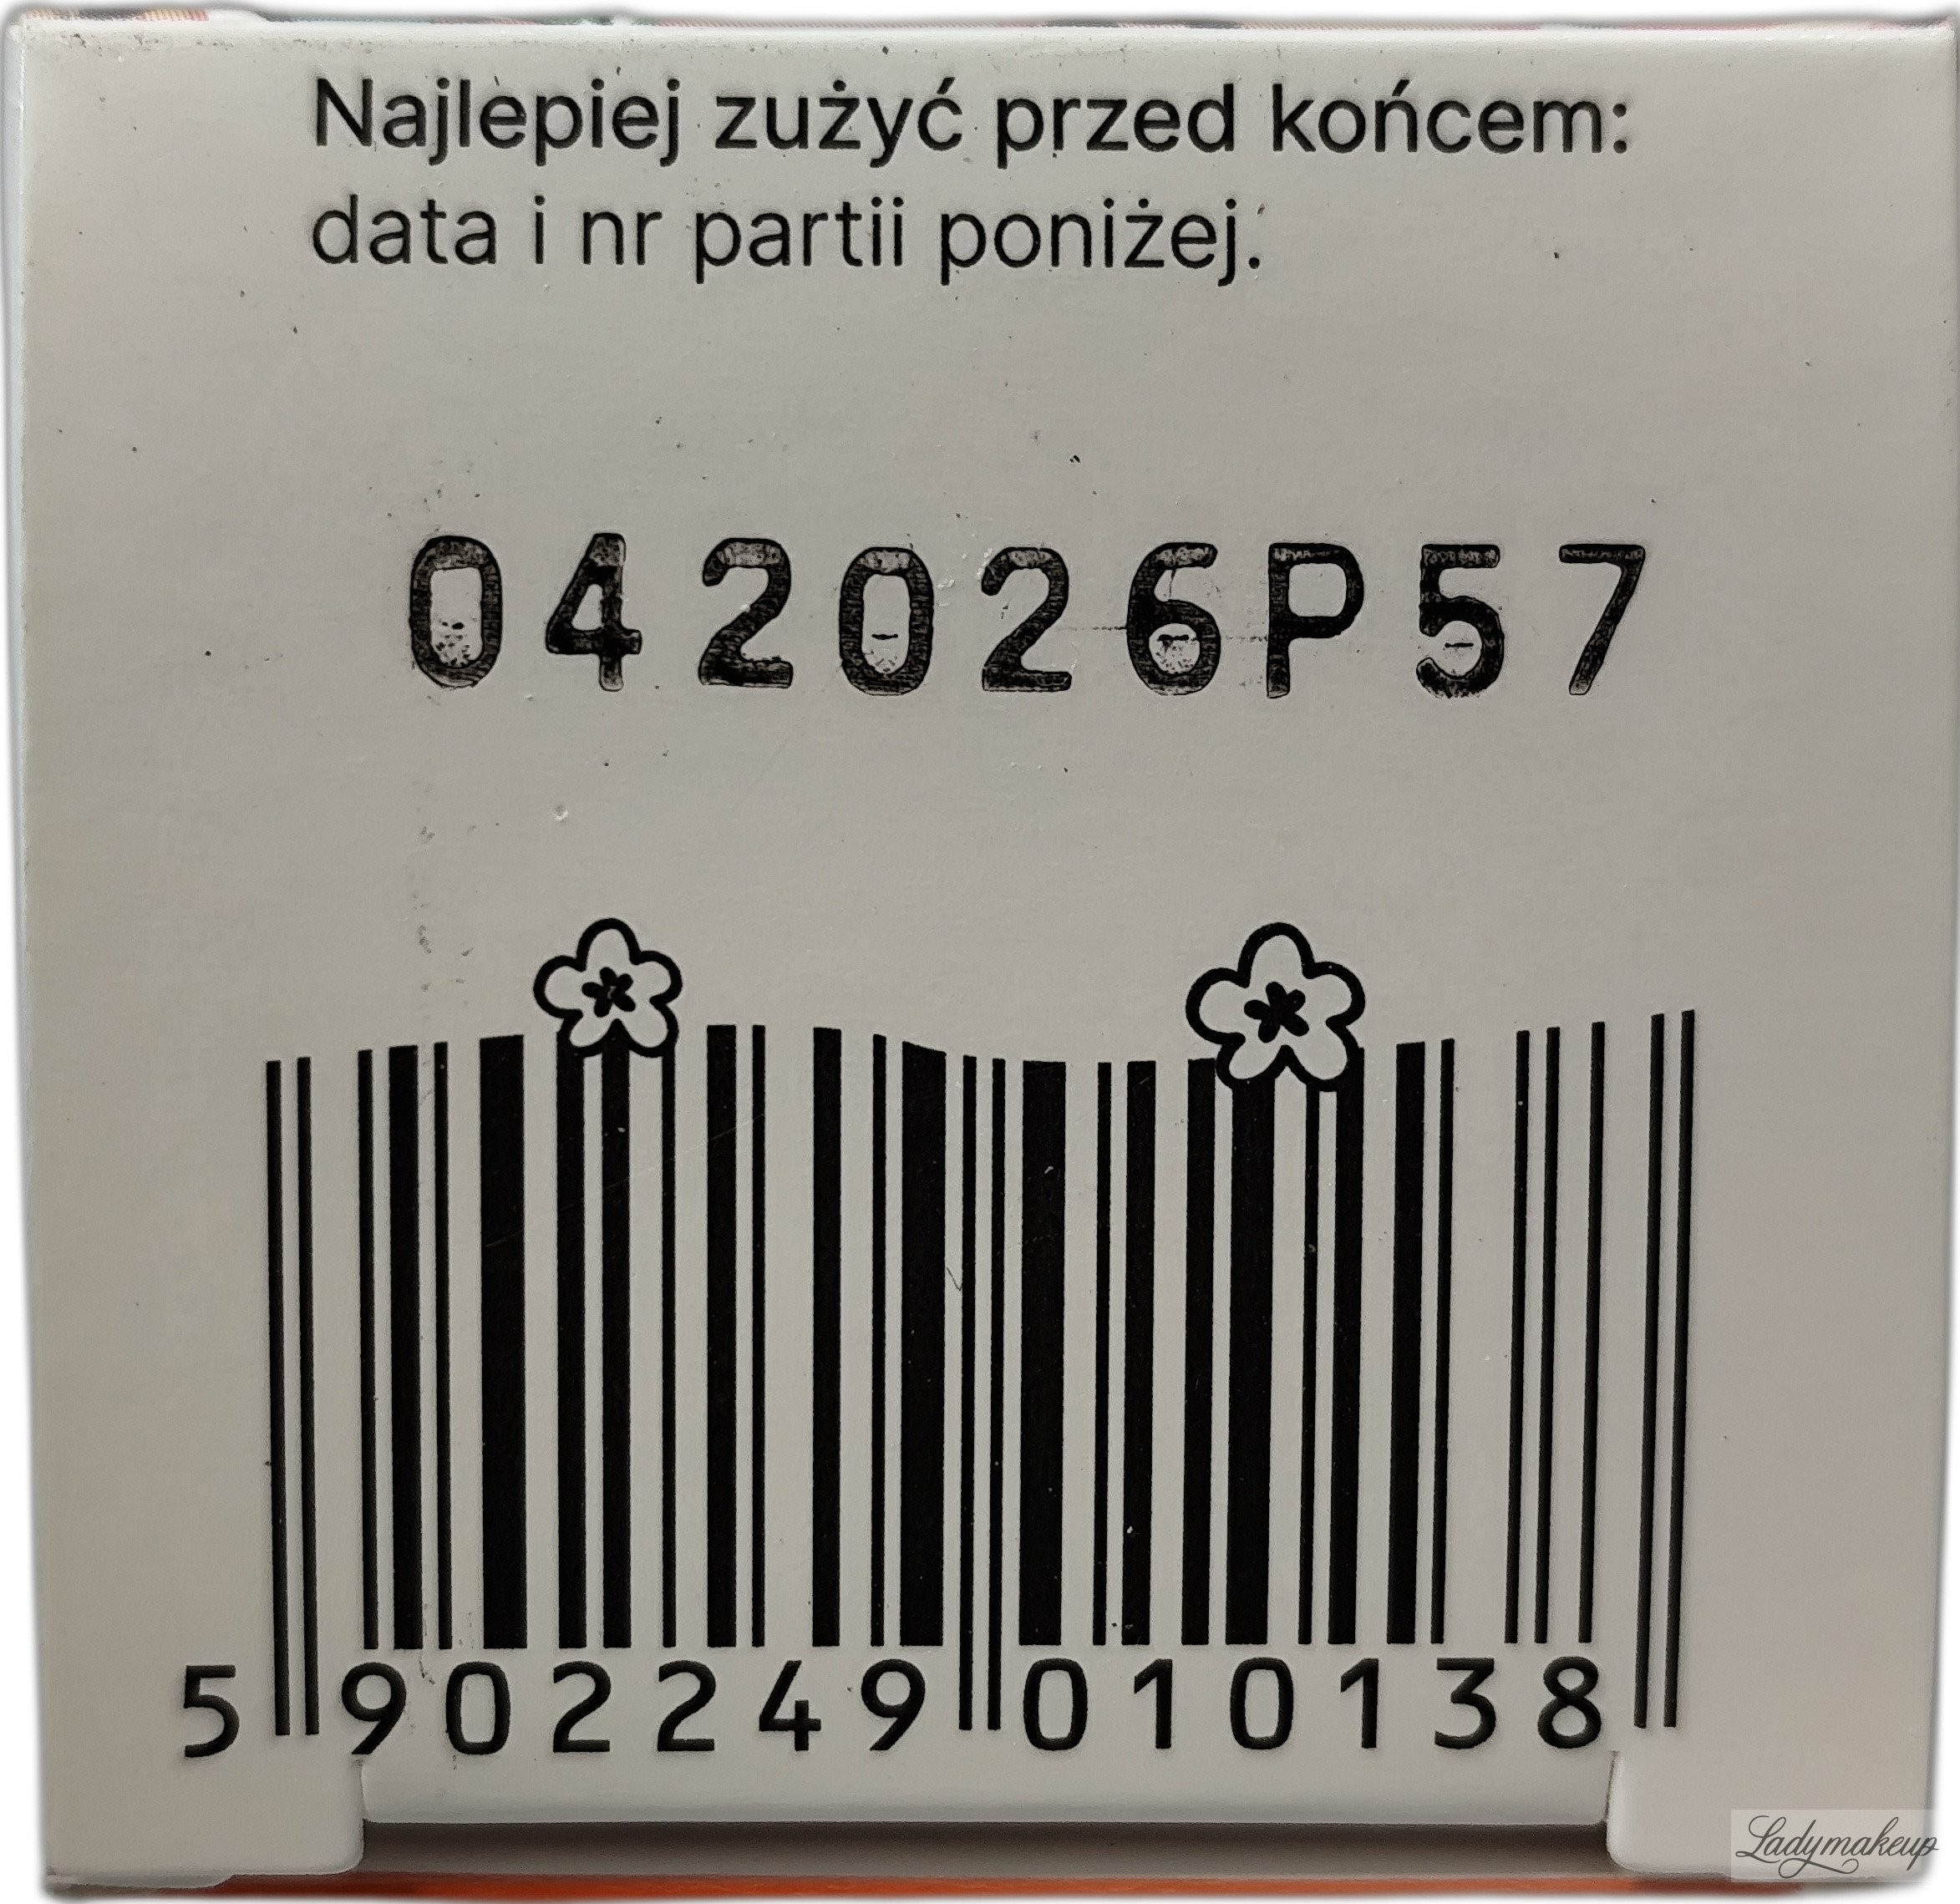 Najlepiej zużyć przed końcem:
data i nr partii poniżej.
042026P57
5 902249 010138
Ladymakeup